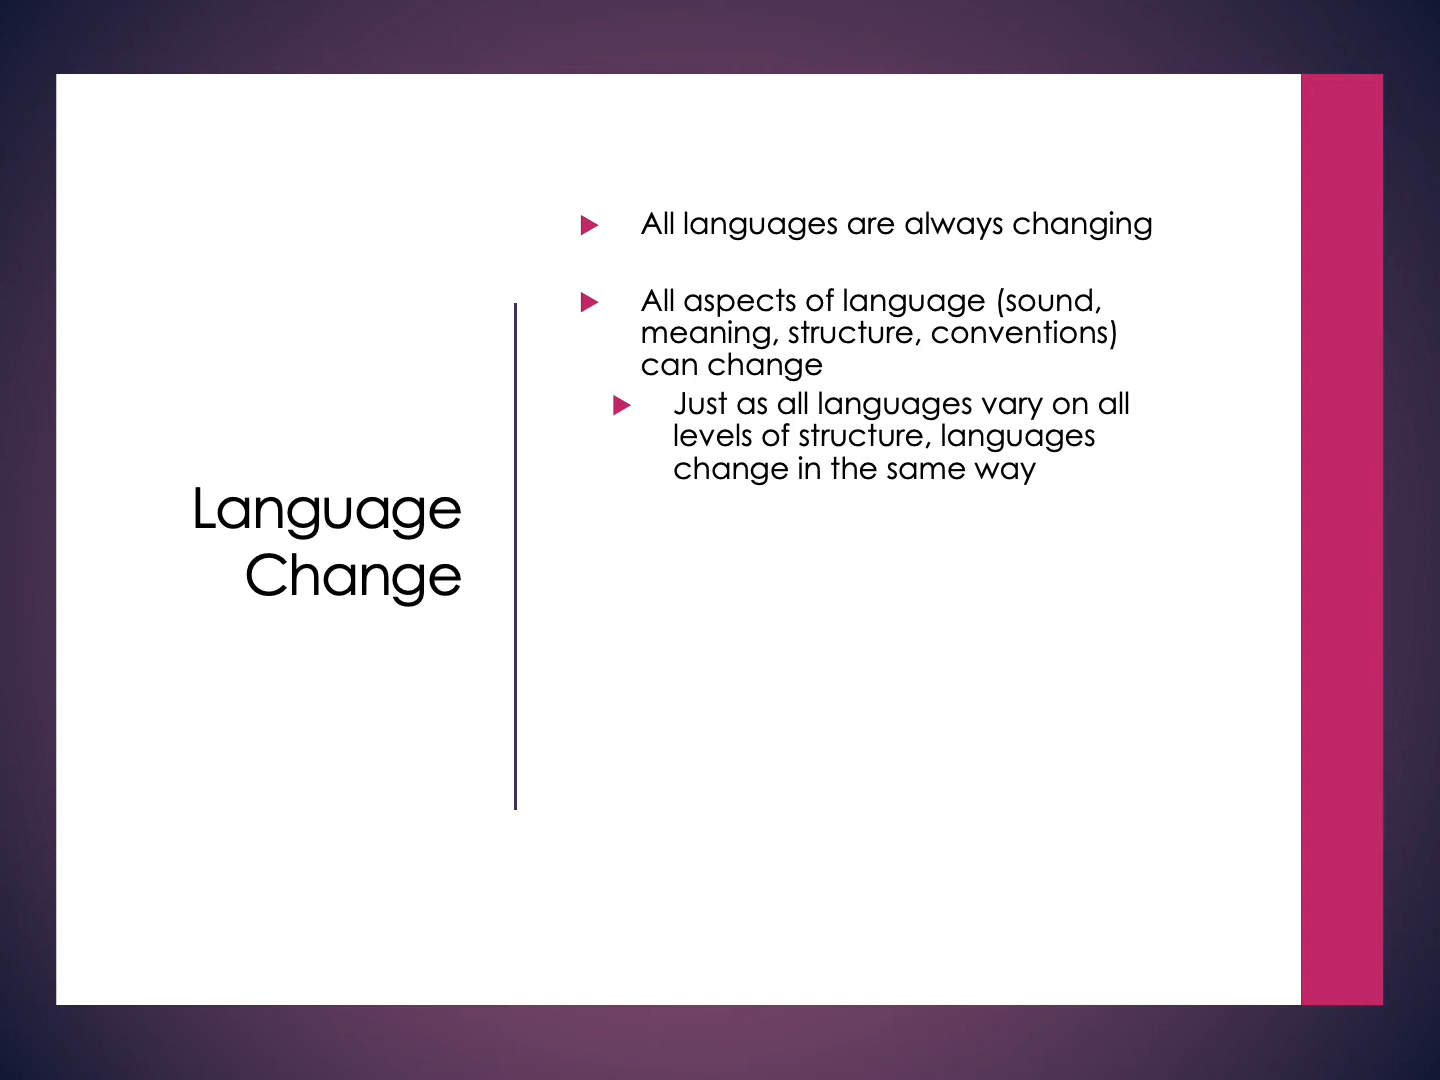 Language
Change
All languages are always changing
All aspects of language (sound,
meaning, structure, conventions)
can change
Just as all languages vary on all
levels of structure, languages
change in the same way